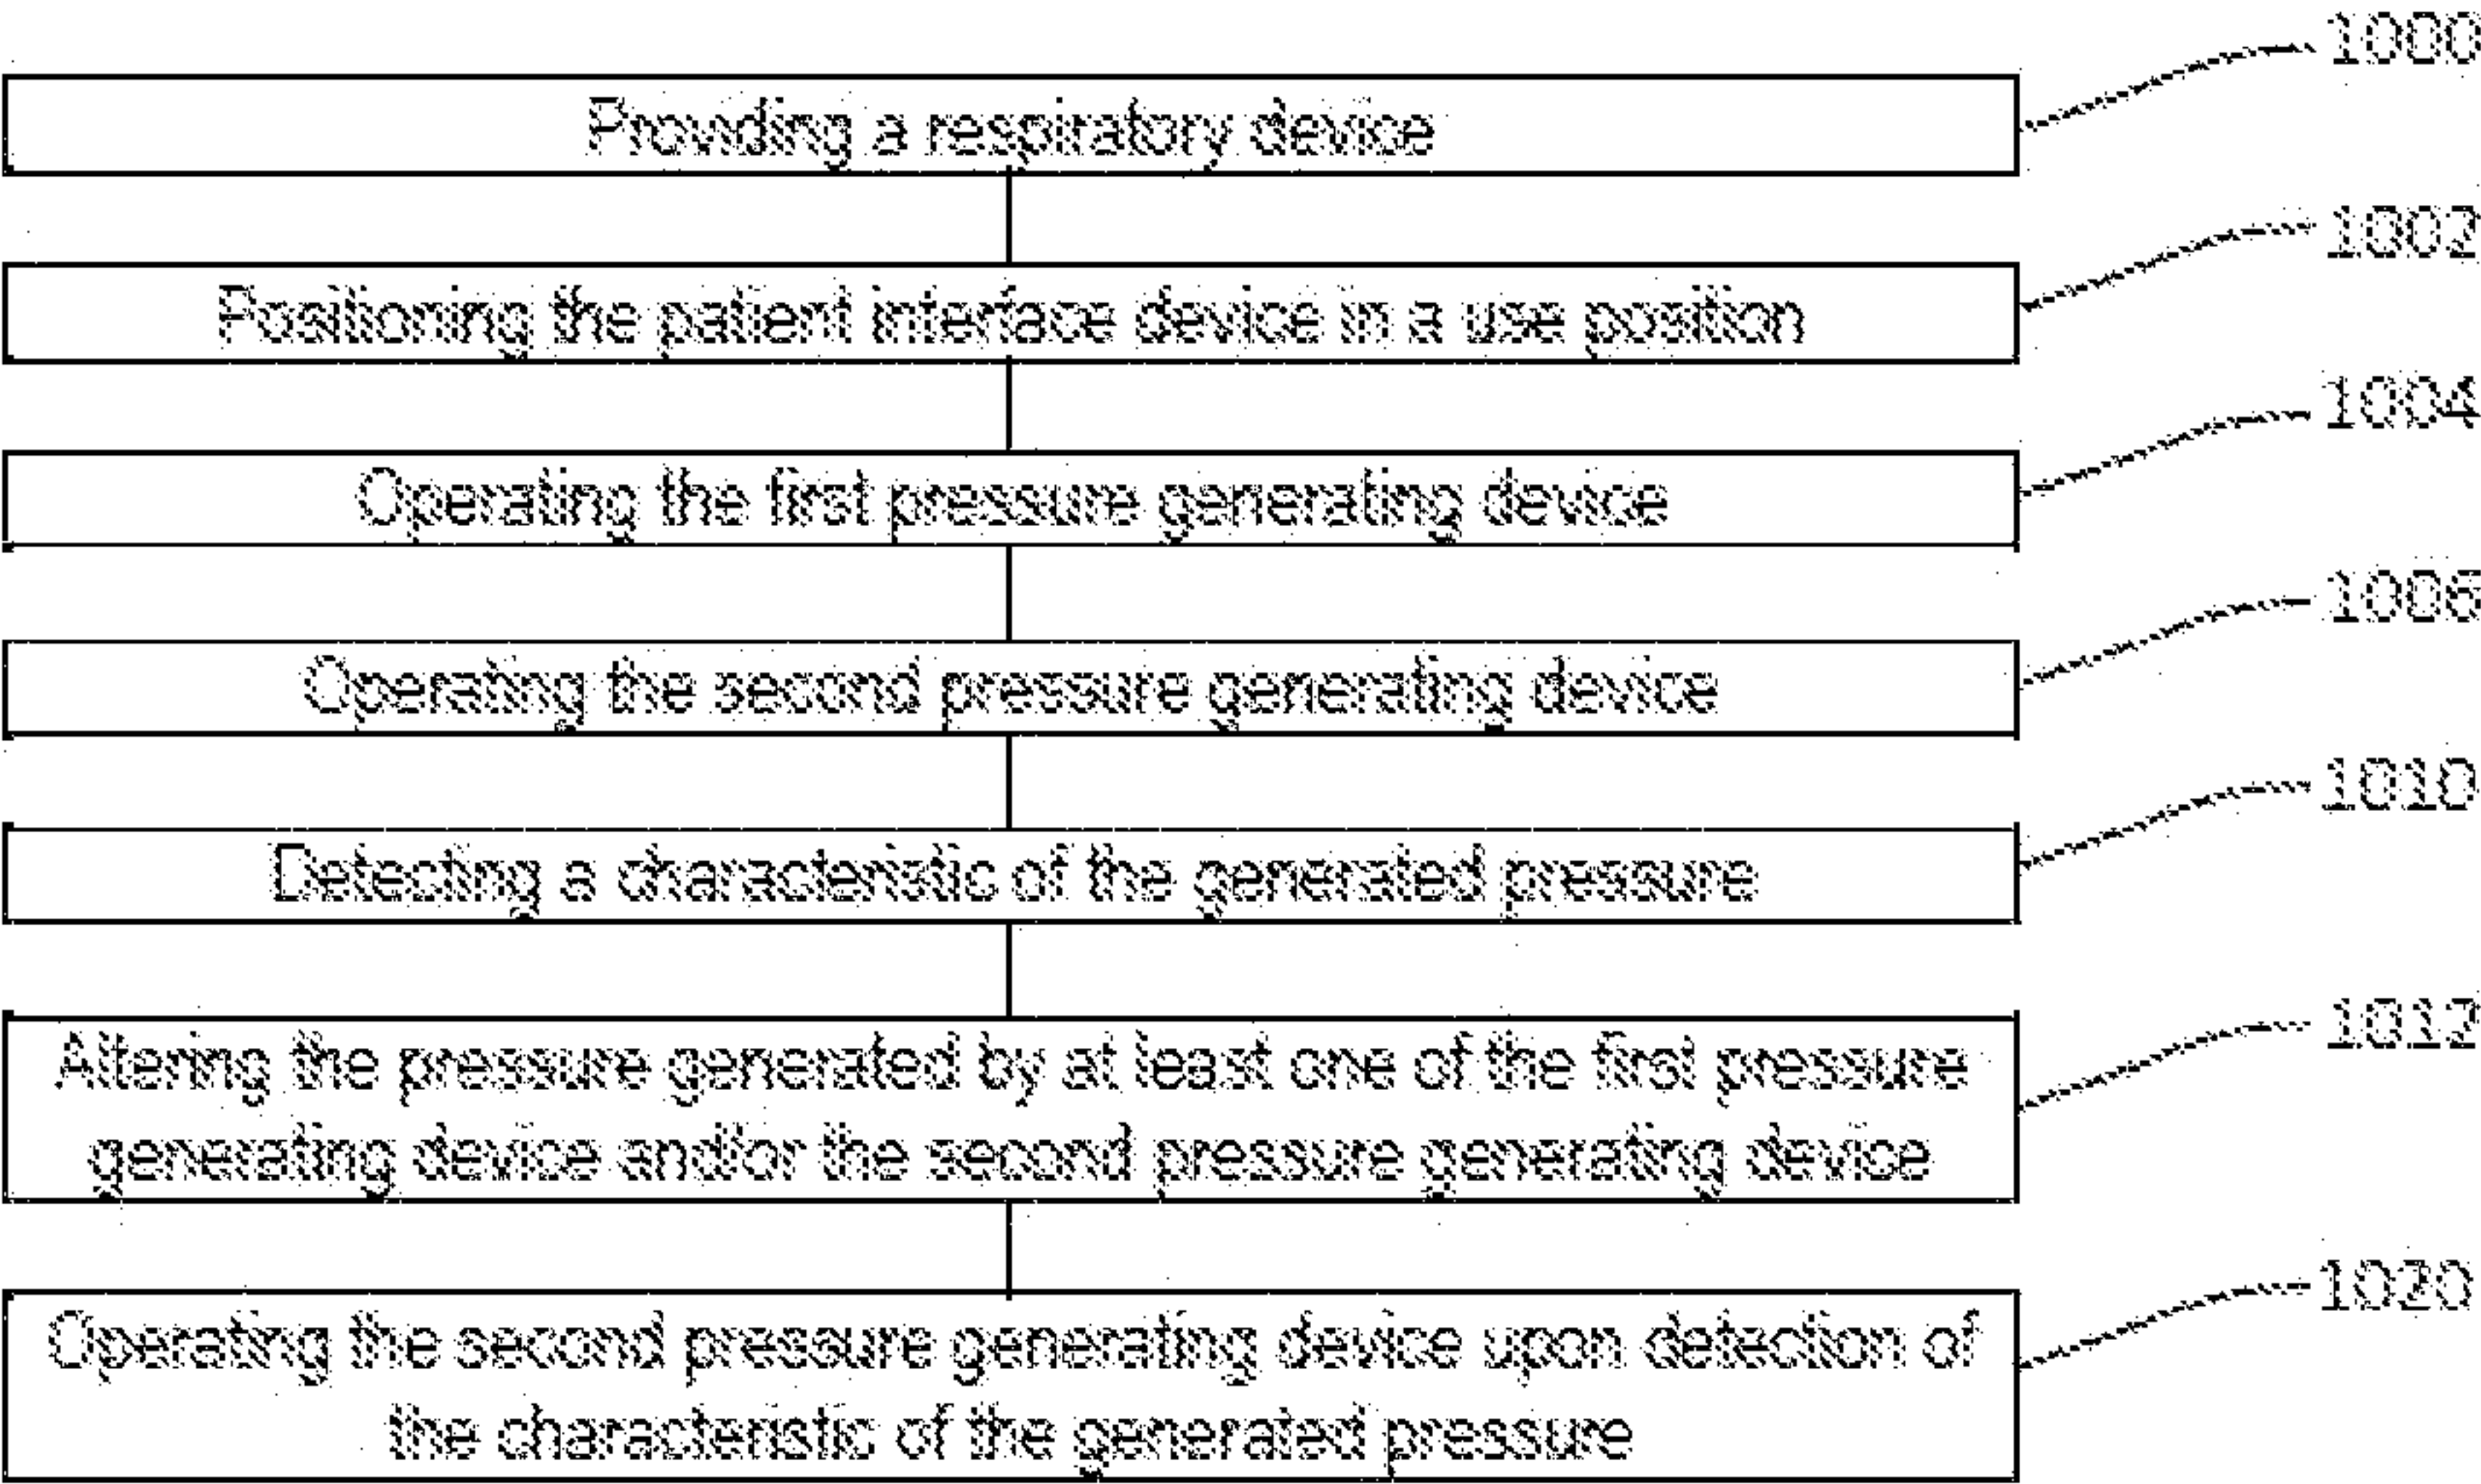 1000
Providing a respiratory device
1002
Positioning the patient interface device in a use position
1004
Operating the first pressure generating device
1006
Operating the second pressure generating device
1010
Detecting a characteristic of the generated pressure
1012
Altering the pressure generated by at least one of the first pressure
generating device and/or the second pressure generating device
1020
Operating the second pressure generating device upon detection of
the characteristic of the generated pressure